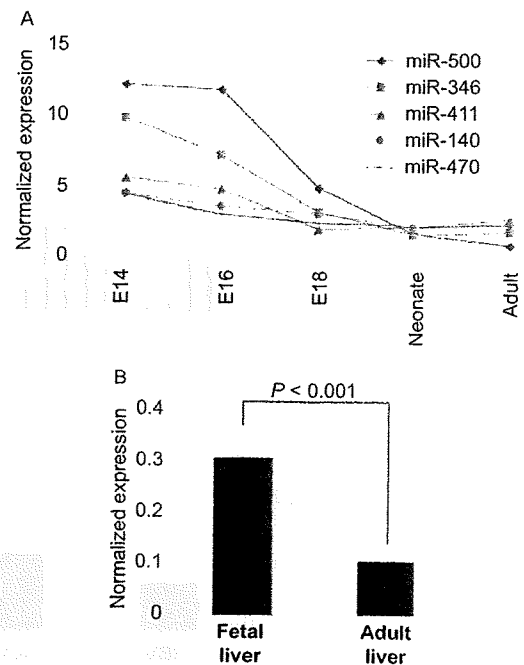 A
15
10
5
0
Normalized expression
miR-500
miR-346
miR-411
miR-140
miR-470
E14
E16
E18
Neonate
Adult
B
P < 0.001
0.4
0.3
0.2
0.1
0
Normalized expression
Fetal
liver
Adult
liver